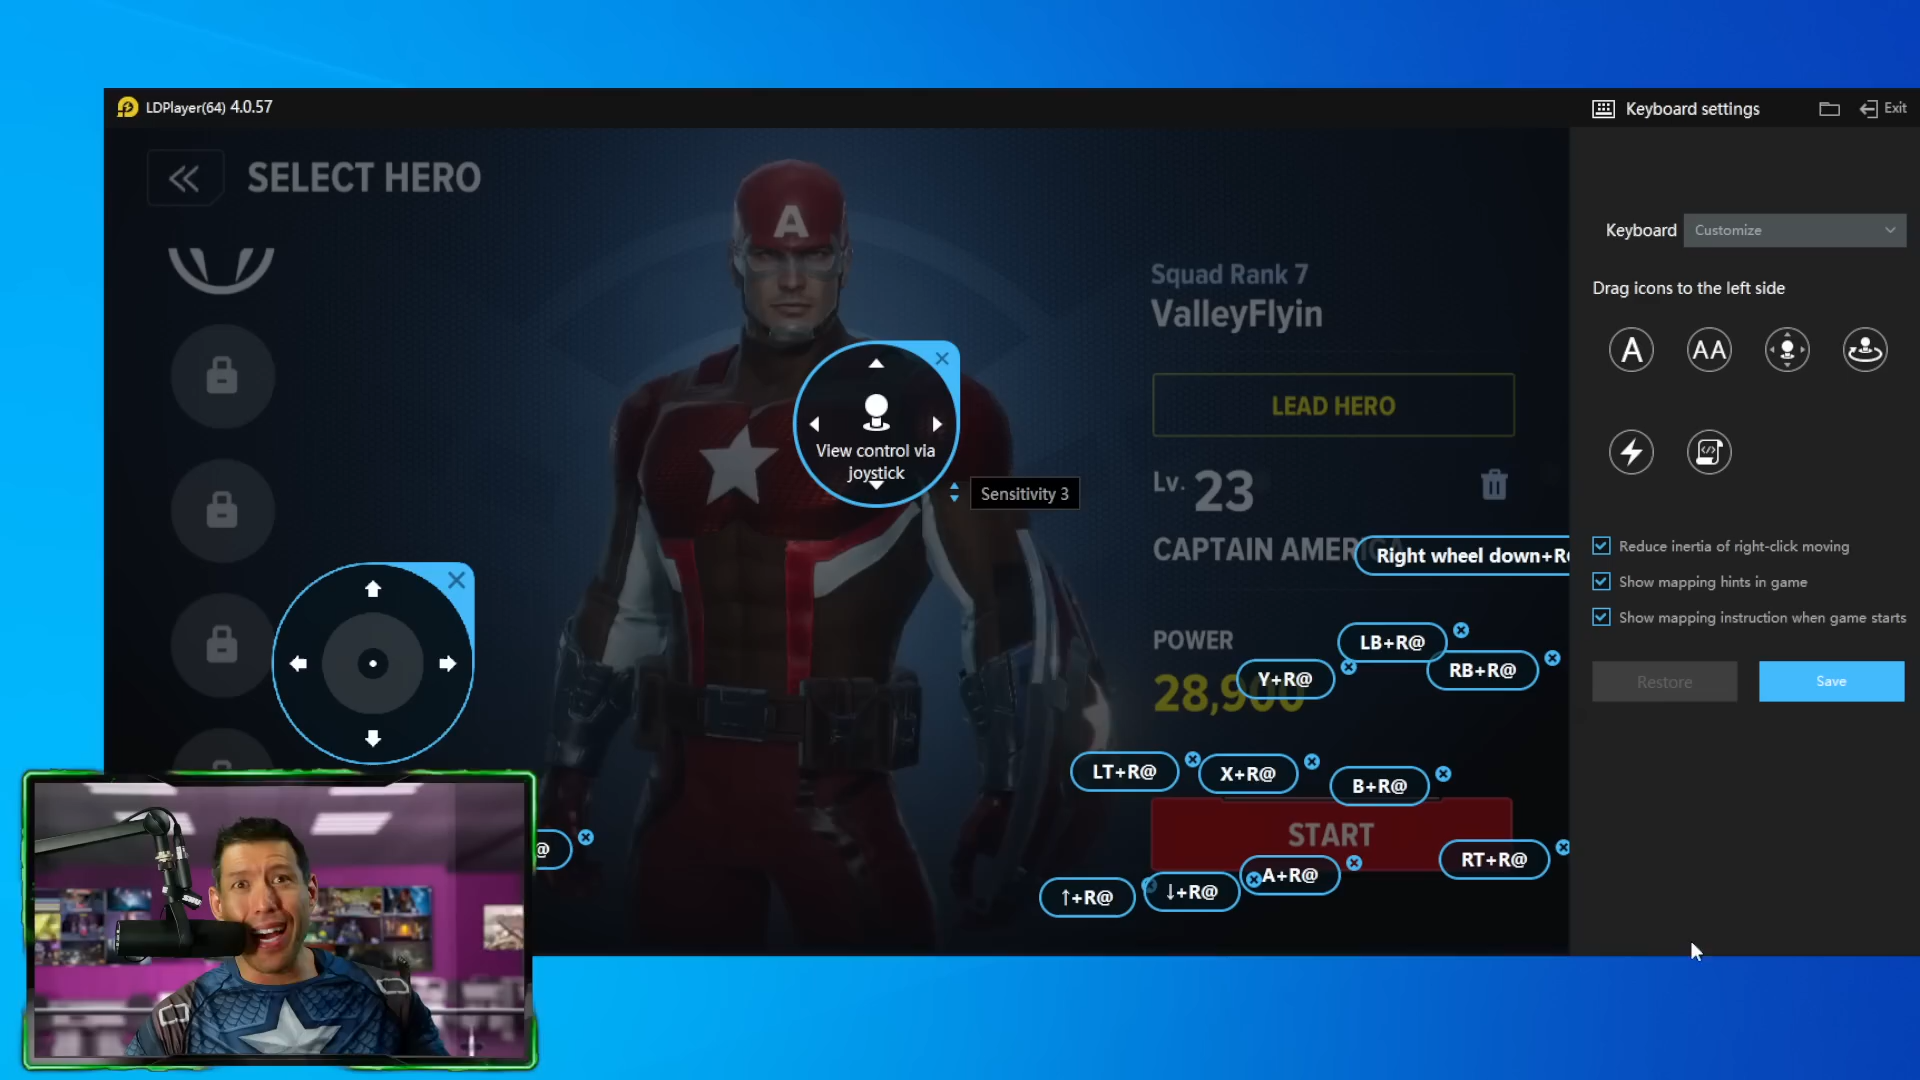 LDPlayer(64) 4.0.57
Keyboard settings
Exit
SELECT HERO
A
Squad Rank 7
ValleyFlyin
LEAD HERO
Lv. 23
CAPTAIN AMERICA
Right wheel down+R
POWER
28,900
View control via
joystick
Sensitivity 3
LB+R@
Y+R@
RB+R@
LT+R@
X+R@
B+R@
START
RT+R@
@
↑+R@
↓+R@
A+R@
Keyboard
Customize
Drag icons to the left side
A
AA
Reduce inertia of right-click moving
Show mapping hints in game
Show mapping instruction when game starts
Restore
Save